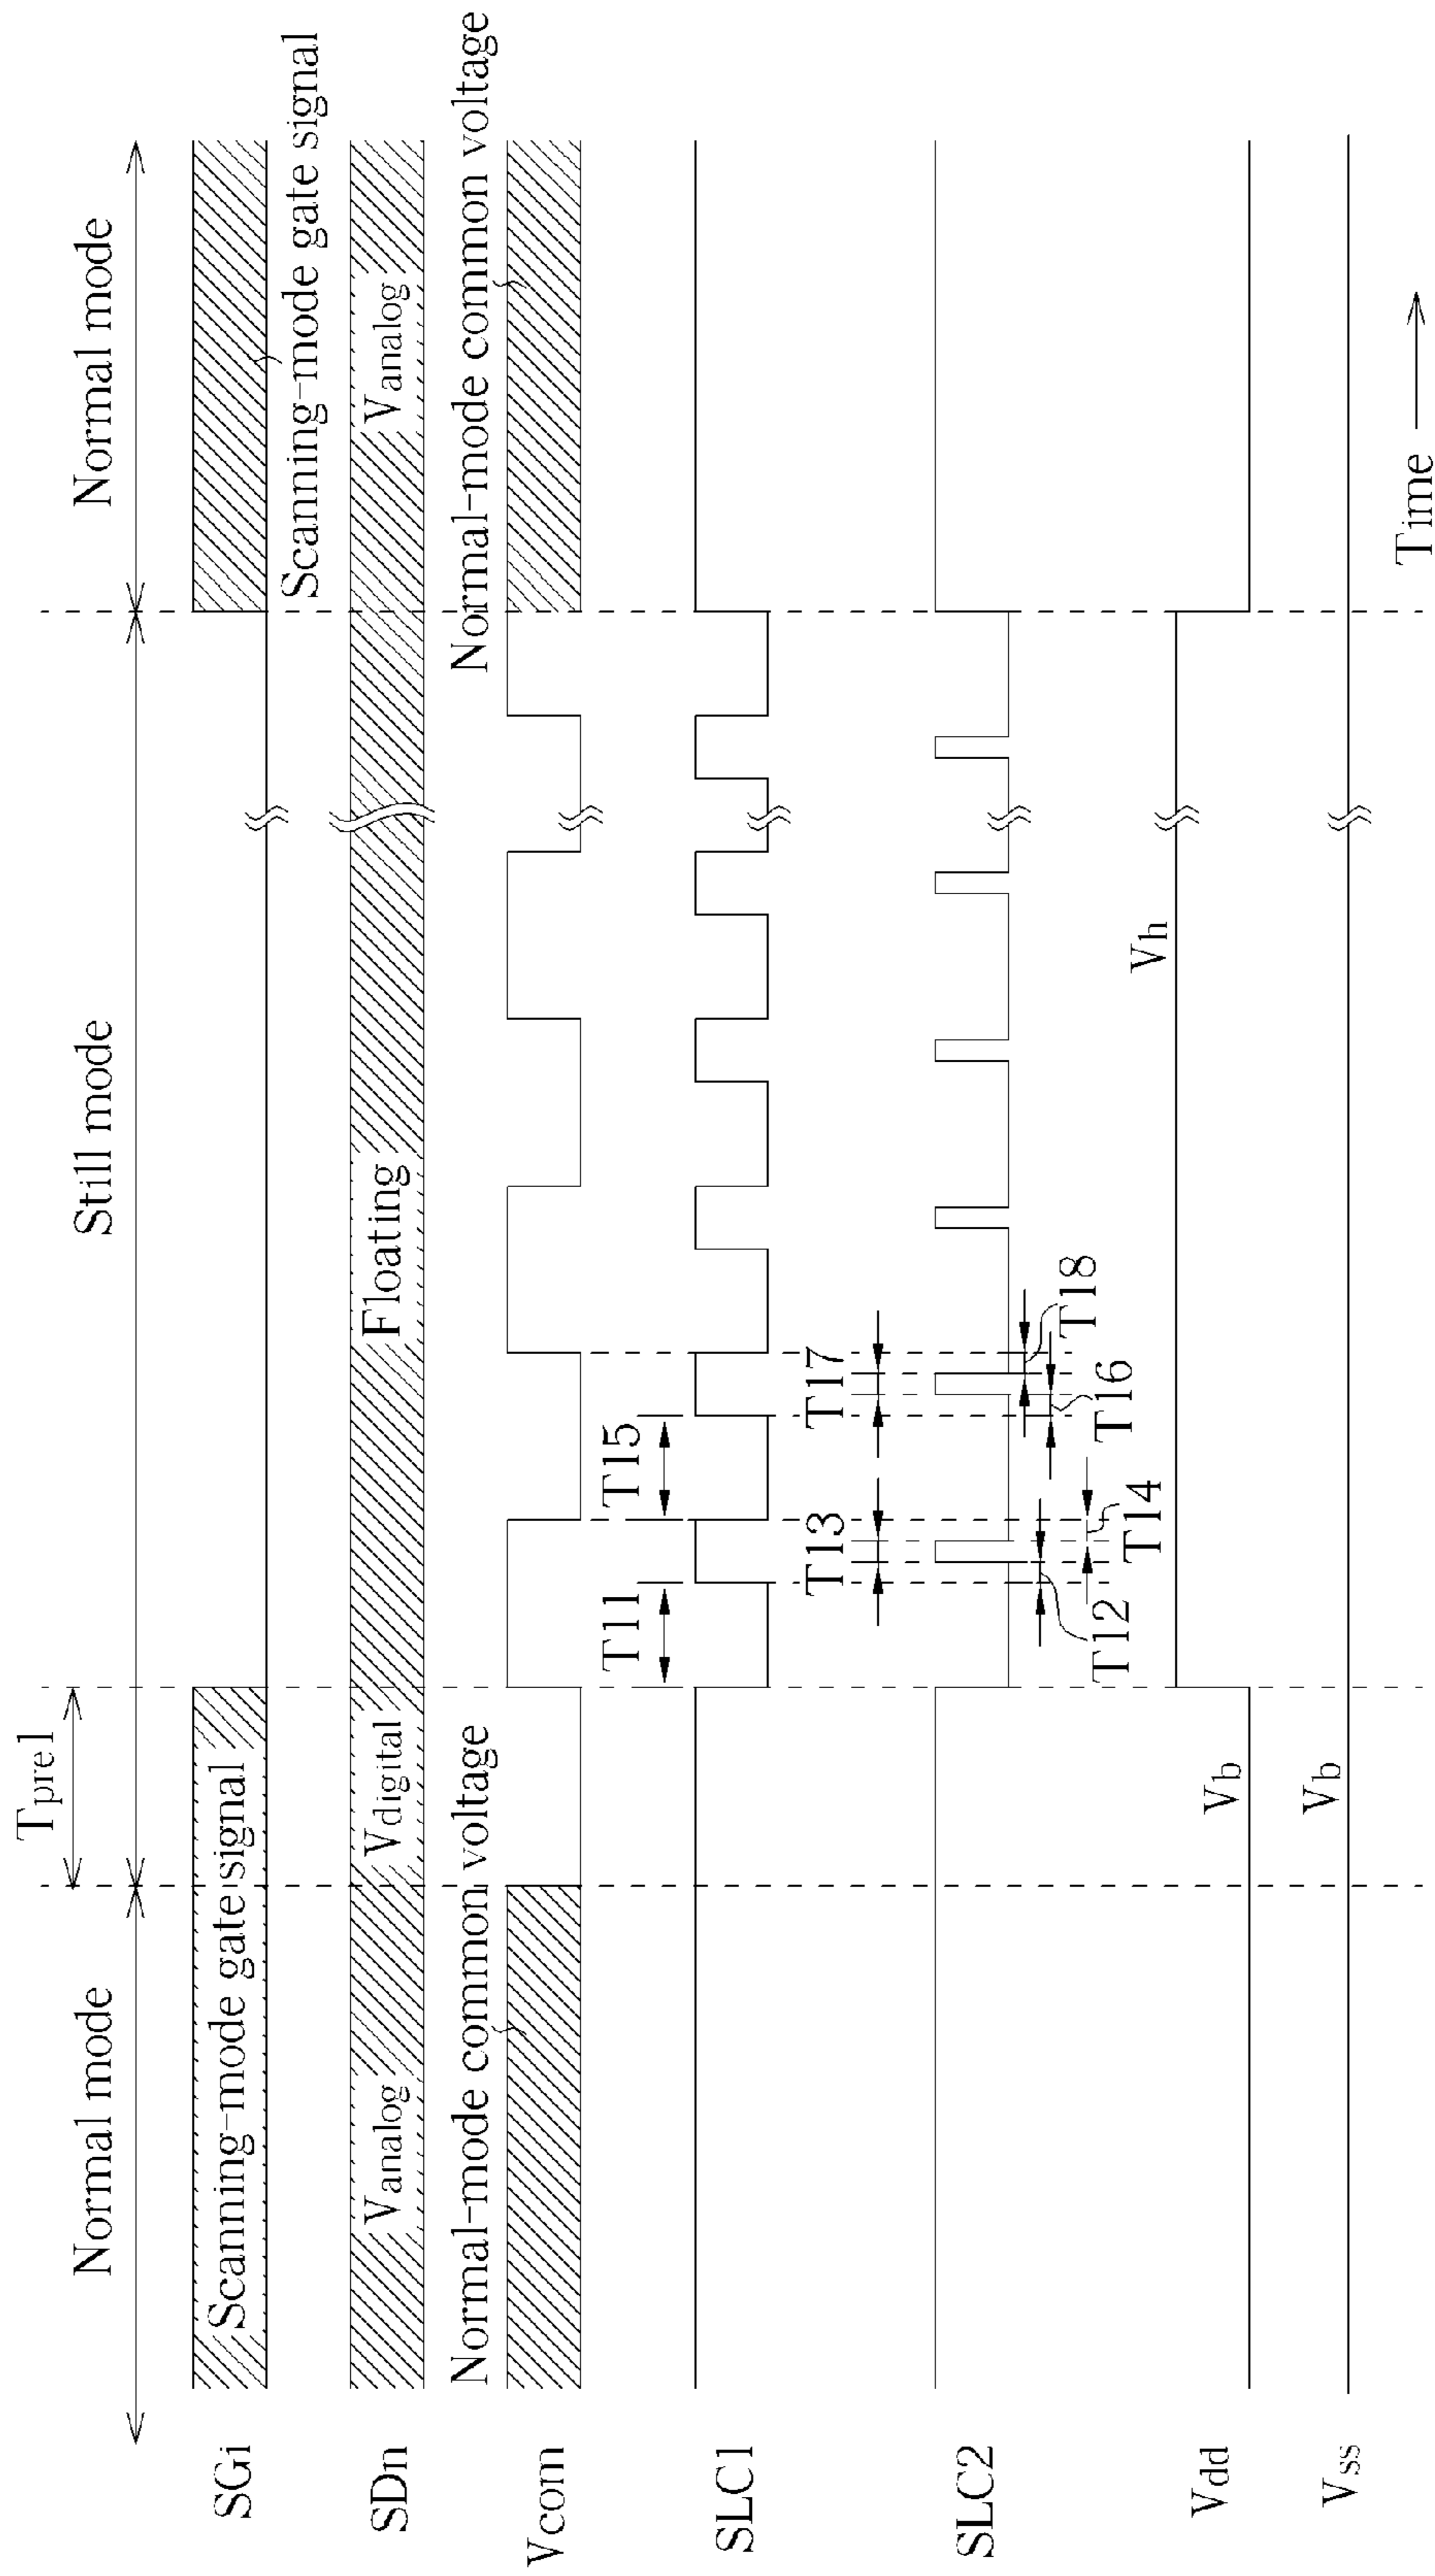 Normal mode
Tpre1
Still mode
Normal mode
SGi
Scanning-mode gate signal
Scanning-mode gate signal
SDn
Vanalog
Vdigital
Floating
Vanalog
Normal-mode common voltage
Normal-mode common voltage
Vcom
T11
T15
SLC1
T13
T17
SLC2
T12
T14
T16
T18
Vdd
Vb
Vh
Vss
Vb
Time